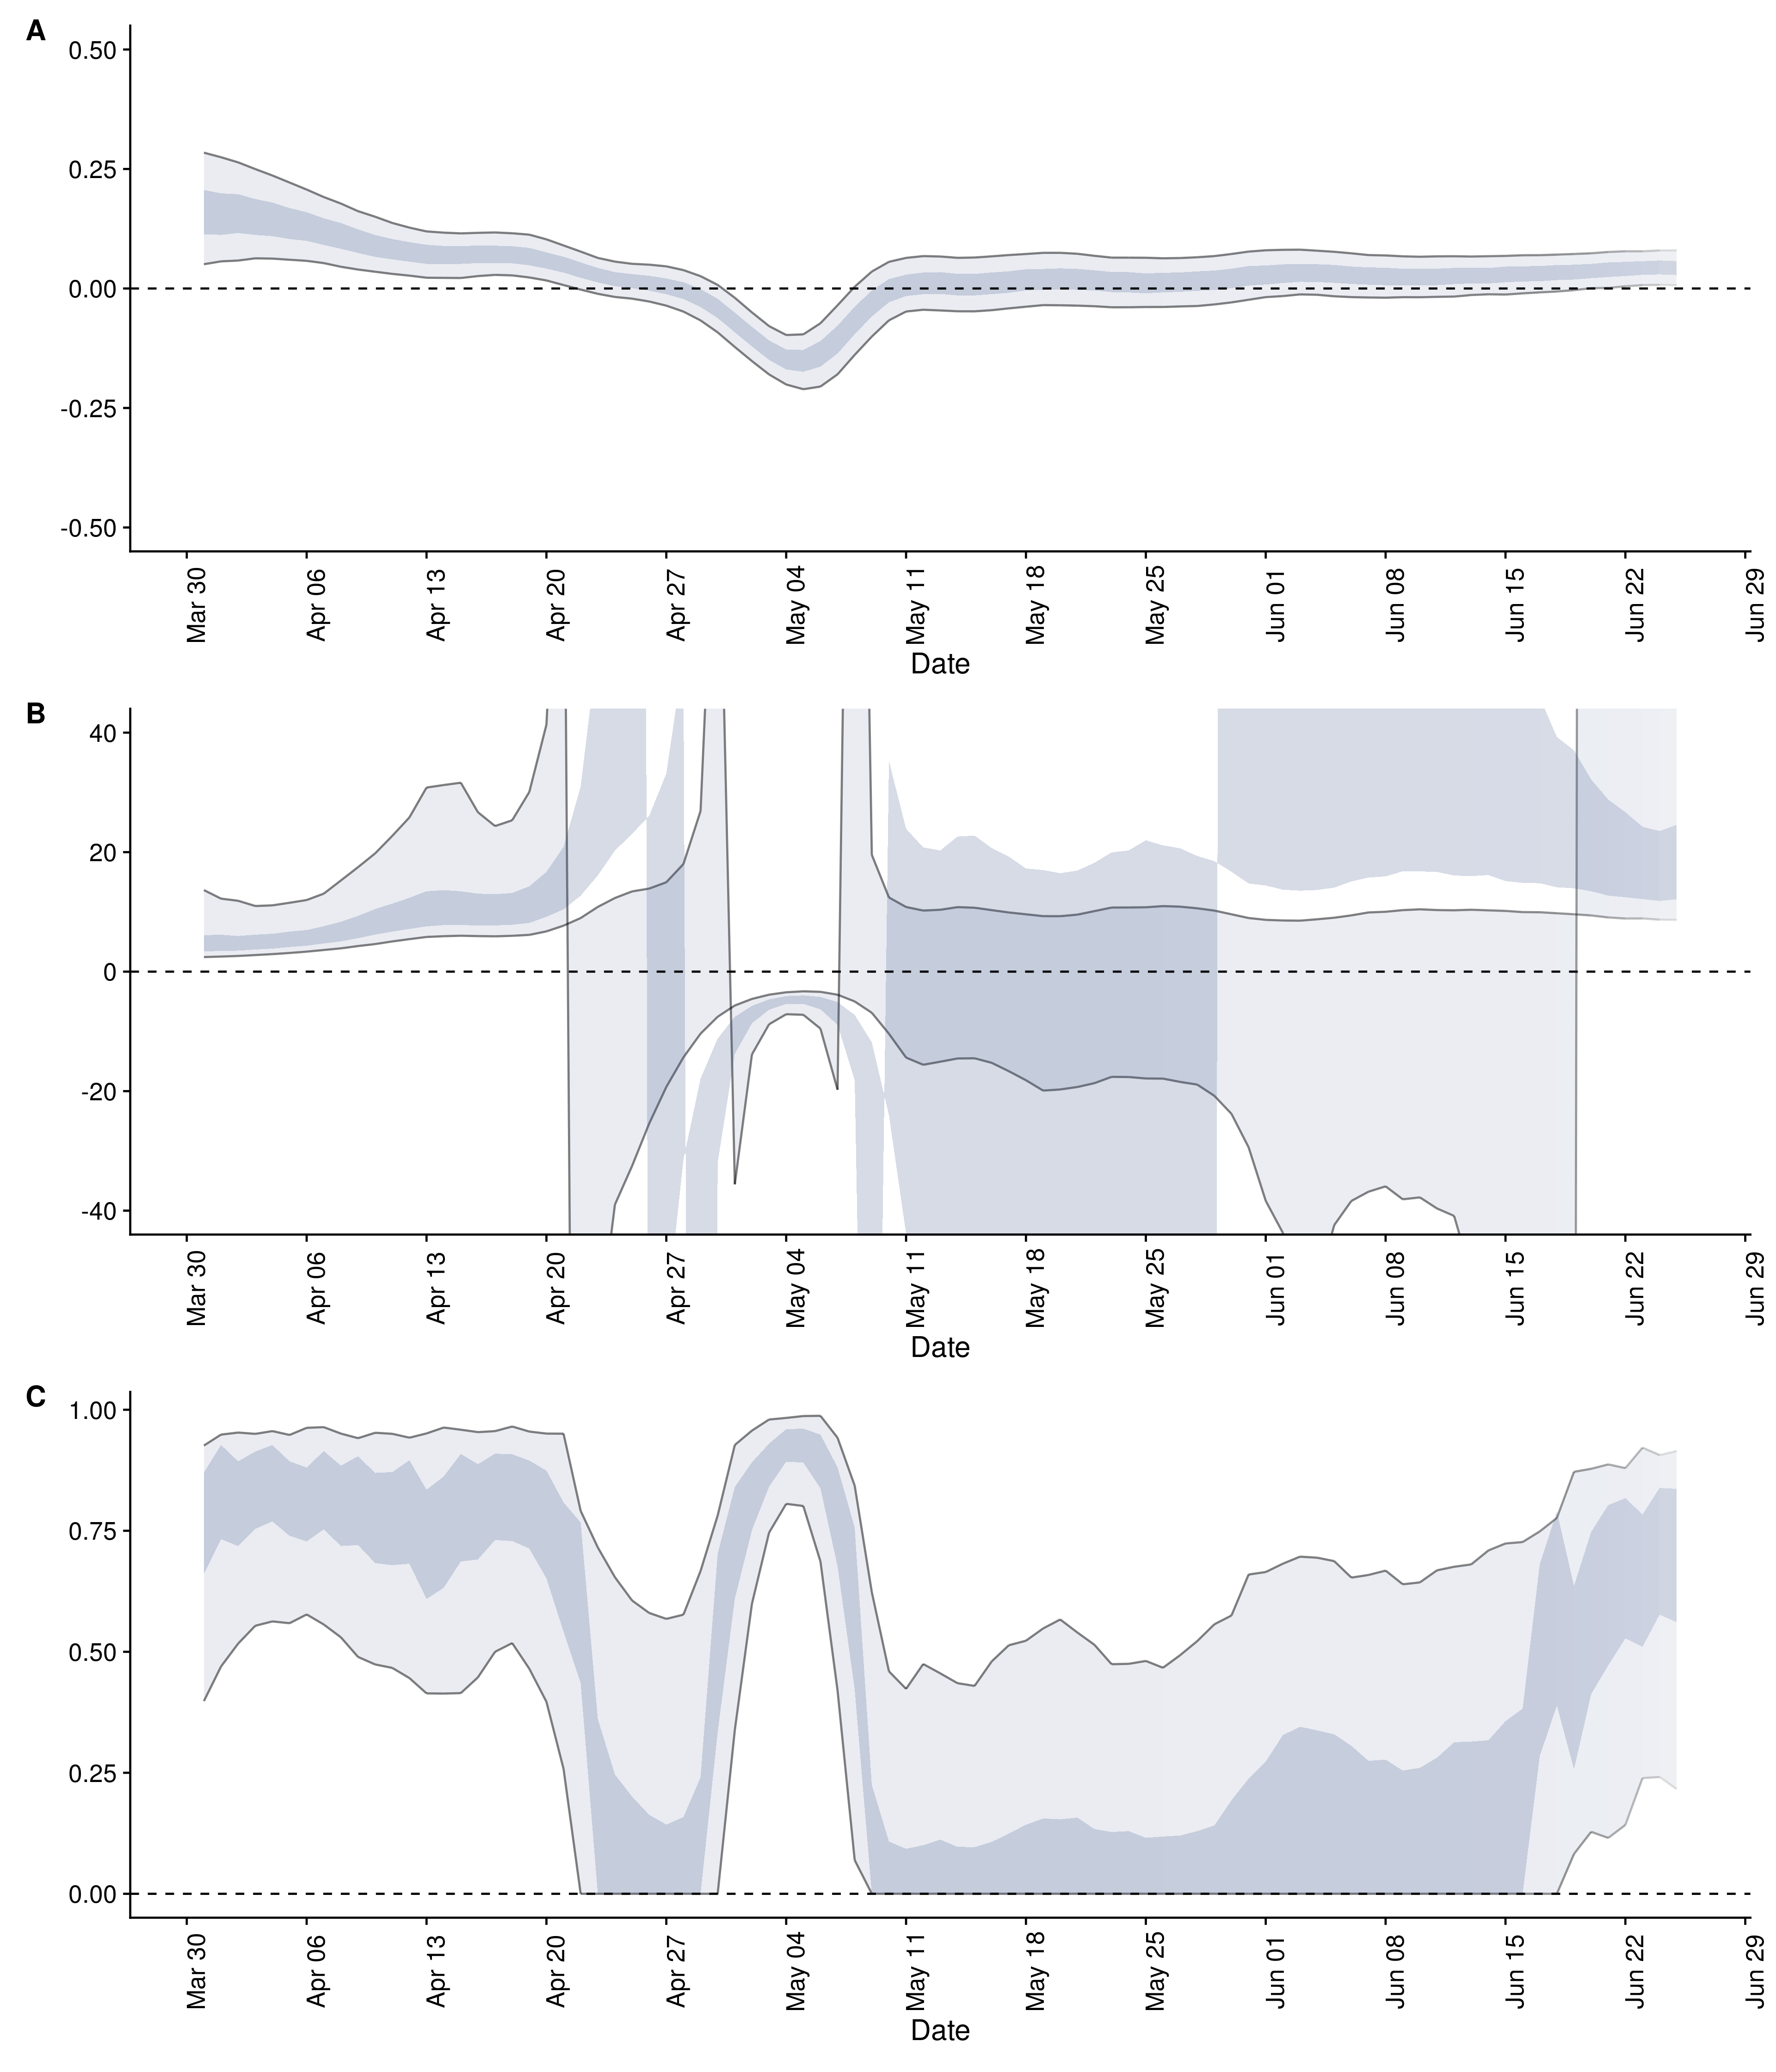 A
0.50
0.25
0.00
-0.25
-0.50
Mar 30
Apr 06
Apr 13
Apr 20
Apr 27
May 04
May 11
May 18
May 25
Jun 01
Jun 08
Jun 15
Jun 22
Jun 29
Date
B
40
20
0
-20
-40
Mar 30
Apr 06
Apr 13
Apr 20
Apr 27
May 04
May 11
May 18
May 25
Jun 01
Jun 08
Jun 15
Jun 22
Jun 29
Date
C
1.00
0.75
0.50
0.25
0.00
Mar 30
Apr 06
Apr 13
Apr 20
Apr 27
May 04
May 11
May 18
May 25
Jun 01
Jun 08
Jun 15
Jun 22
Jun 29
Date